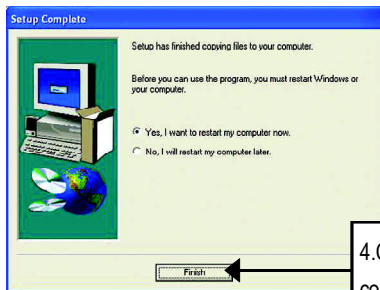 Setup Complete
Setup has finished copying files to your computer.
Before you can use the program, you must restart Windows or
your computer.
Yes, I want to restart my computer now.
No, I will restart my computer later.
Finish
4.C